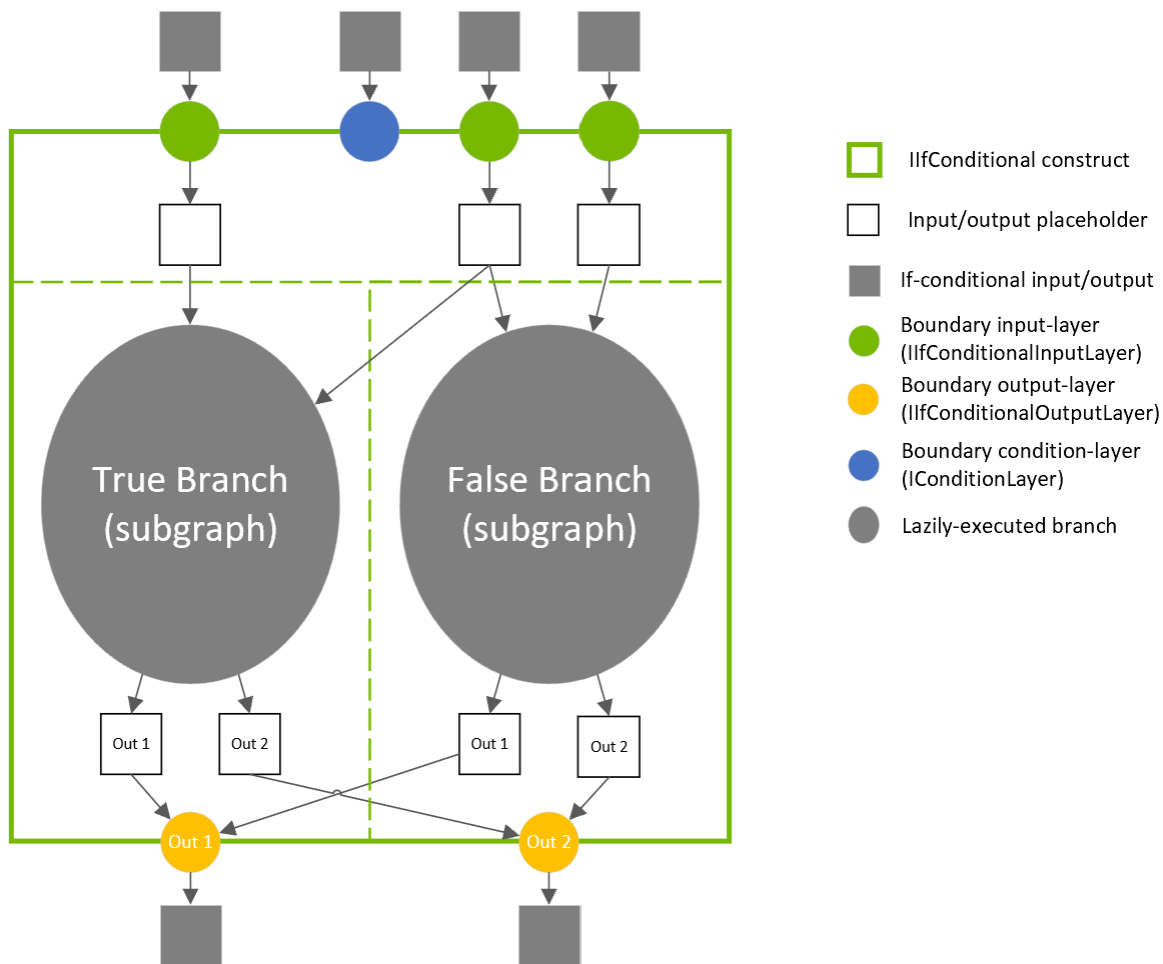 IIfConditional construct
Input/output placeholder
If-conditional input/output
Boundary input-layer
(IIfConditionalInputLayer)
Boundary output-layer
(IIfConditionalOutputLayer)
Boundary condition-layer
(IConditionLayer)
Lazily-executed branch
True Branch
(subgraph)
False Branch
(subgraph)
Out 1
Out 2
Out 1
Out 2
Out 1
Out 2